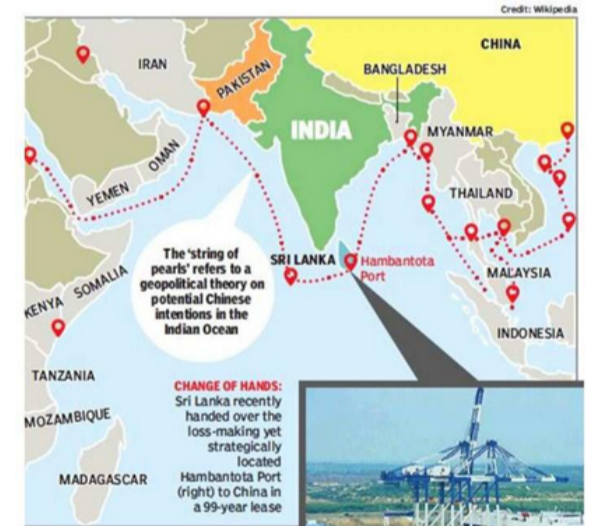 Credit: Wikipedia
CHINA
IRAN
PAKISTAN
BANGLADESH
INDIA
MYANMAR
OMAN
YEMEN
THAILAND
The ‘string of
pearls’ refers to a
geopolitical theory on
potential Chinese
intentions in the
Indian Ocean
SRI LANKA
Hambantota
Port
MALAYSIA
SOMALIA
KENYA
INDONESIA
TANZANIA
MOZAMBIQUE
MADAGASCAR
CHANGE OF HANDS:
Sri Lanka recently
handed over the
loss-making yet
strategically
located
Hambantota Port
(right) to China in
a 99-year lease